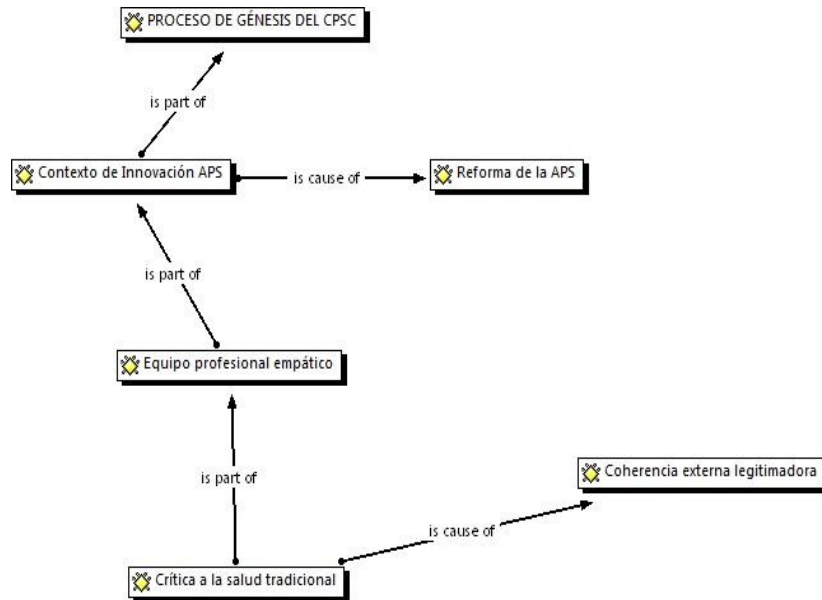 PROCESO DE GÉNESIS DEL CPSC
is part of
Contexto de Innovación APS
is cause of
Reforma de la APS
is part of
Equipo profesional empático
is part of
Coherencia externa legitimadora
is cause of
Crítica a la salud tradicional